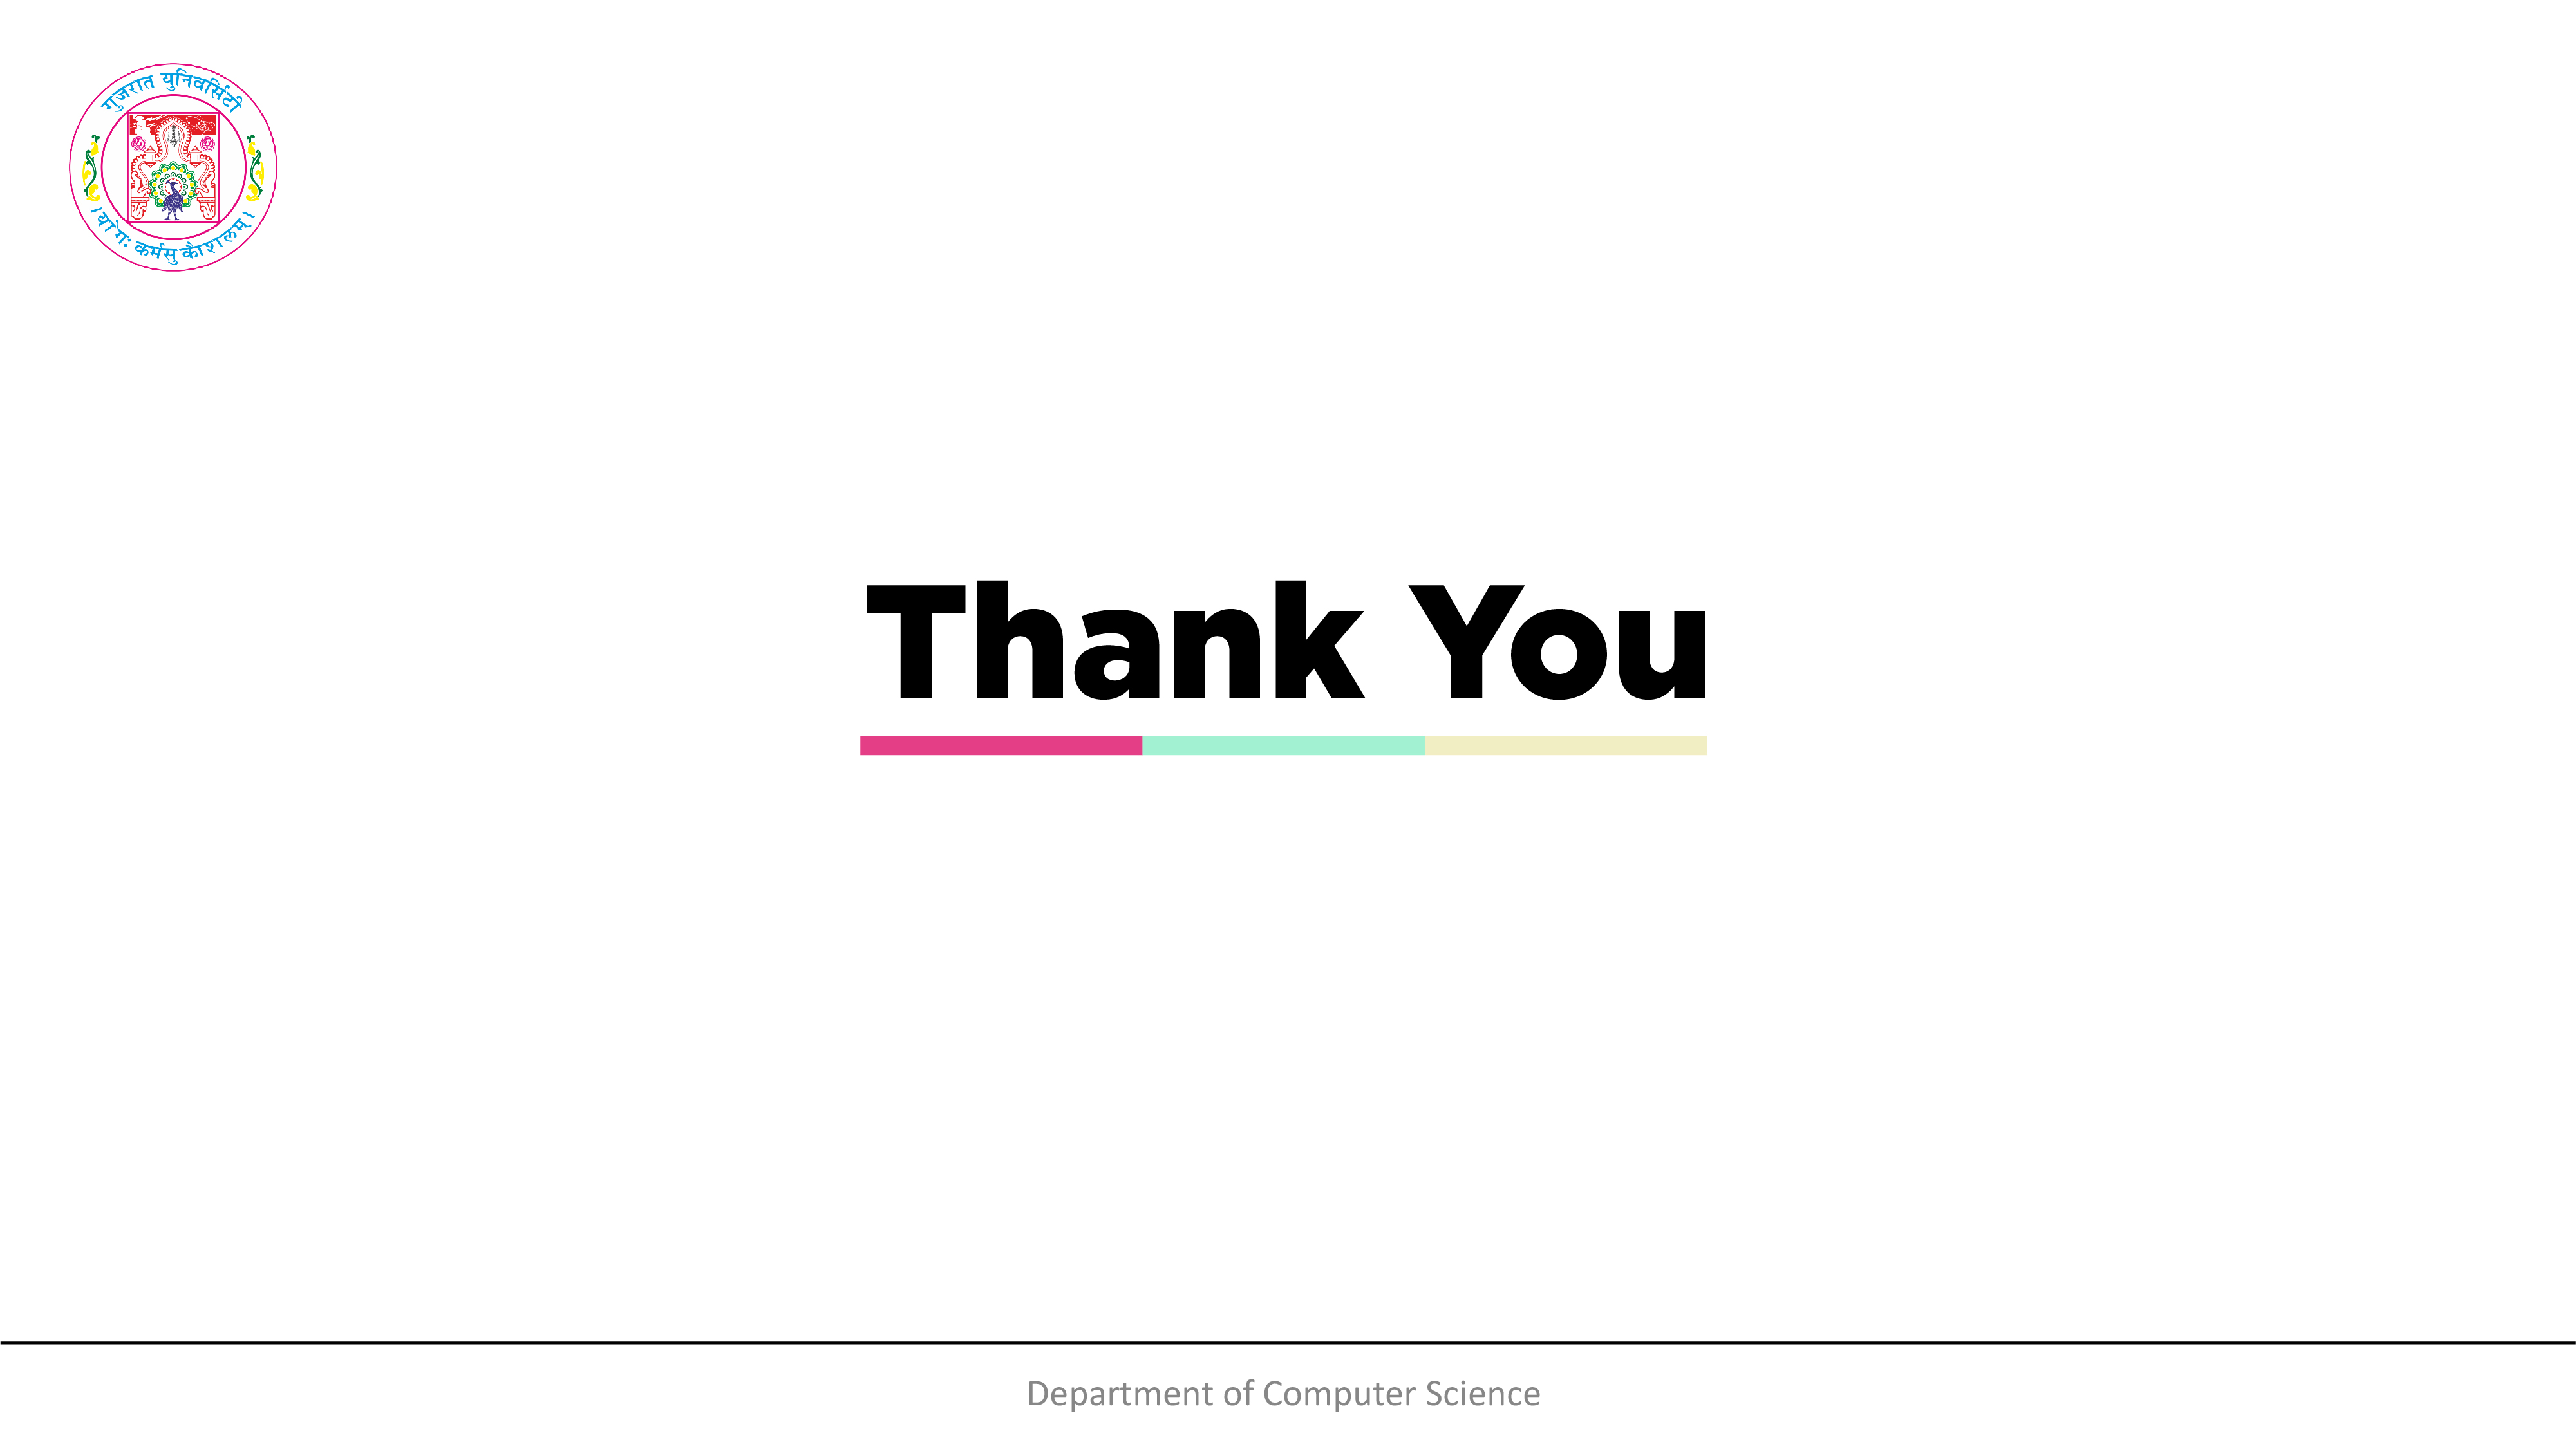 गुजरात युनिवर्सिटी
। योगः कर्मसु कौशलम् ।
Thank You
Department of Computer Science